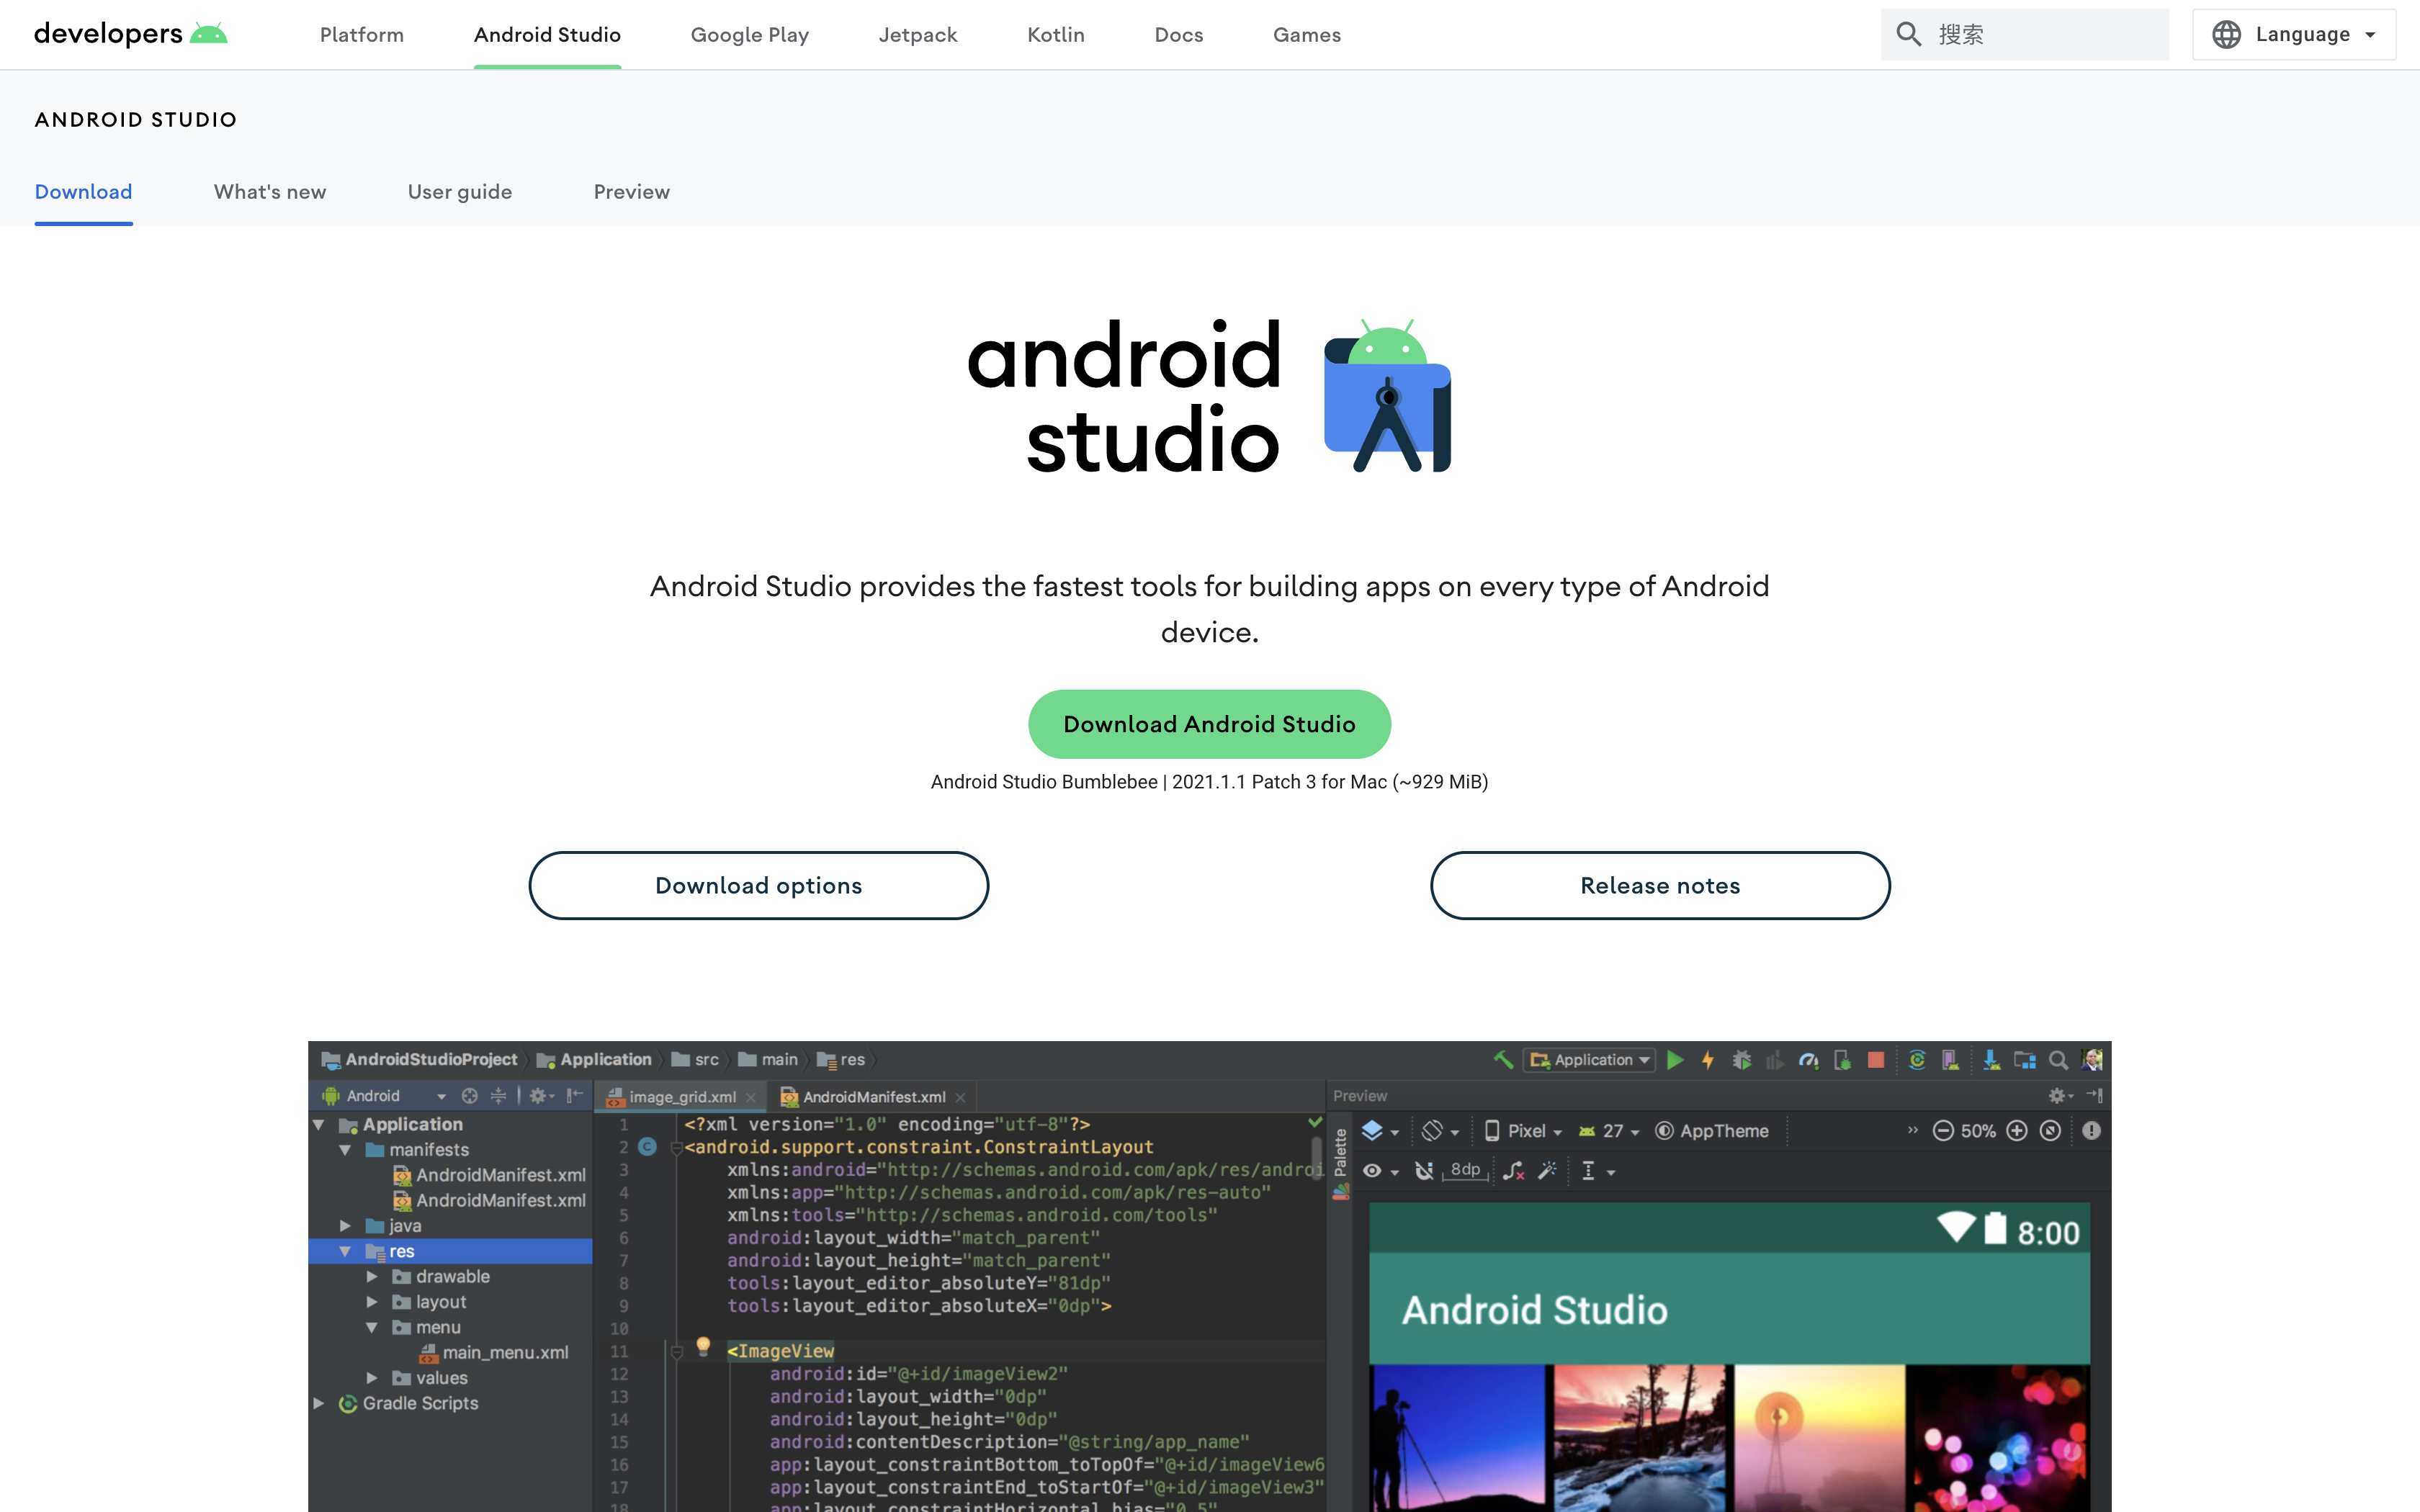 developers
Platform
Android Studio
Google Play
Jetpack
Kotlin
Docs
Games
搜索
Language
ANDROID STUDIO
Download
What's new
User guide
Preview
android
studio
Android Studio provides the fastest tools for building apps on every type of Android
device.
Download Android Studio
Android Studio Bumblebee | 2021.1.1 Patch 3 for Mac (~929 MiB)
Download options
Release notes
AndroidStudioProject
Application
src
main
res
Application
Android
image_grid.xml
AndroidManifest.xml
Preview
Application
manifests
AndroidManifest.xml
AndroidManifest.xml
java
res
drawable
layout
menu
main_menu.xml
values
Gradle Scripts
1 <?xml version="1.0" encoding="utf-8"?>
2 C <android.support.constraint.ConstraintLayout
3 xmlns:android="http://schemas.android.com/apk/res/androi
4 xmlns:app="http://schemas.android.com/apk/res-auto"
5 xmlns:tools="http://schemas.android.com/tools"
6 android:layout_width="match_parent"
7 android:layout_height="match_parent"
8 tools:layout_editor_absoluteY="81dp"
9 tools:layout_editor_absoluteX="0dp">
10
11 <ImageView
12 android:id="@+id/imageView2"
13 android:layout_width="0dp"
14 android:layout_height="0dp"
15 android:contentDescription="@string/app_name"
16 app:layout_constraintBottom_toTopOf="@+id/imageView6
17 app:layout_constraintEnd_toStartOf="@+id/imageView3"
18 app:layout_constraintHorizontal_bias="0.5"
Palette
Pixel
27
AppTheme
50%
8dp
8:00
Android Studio